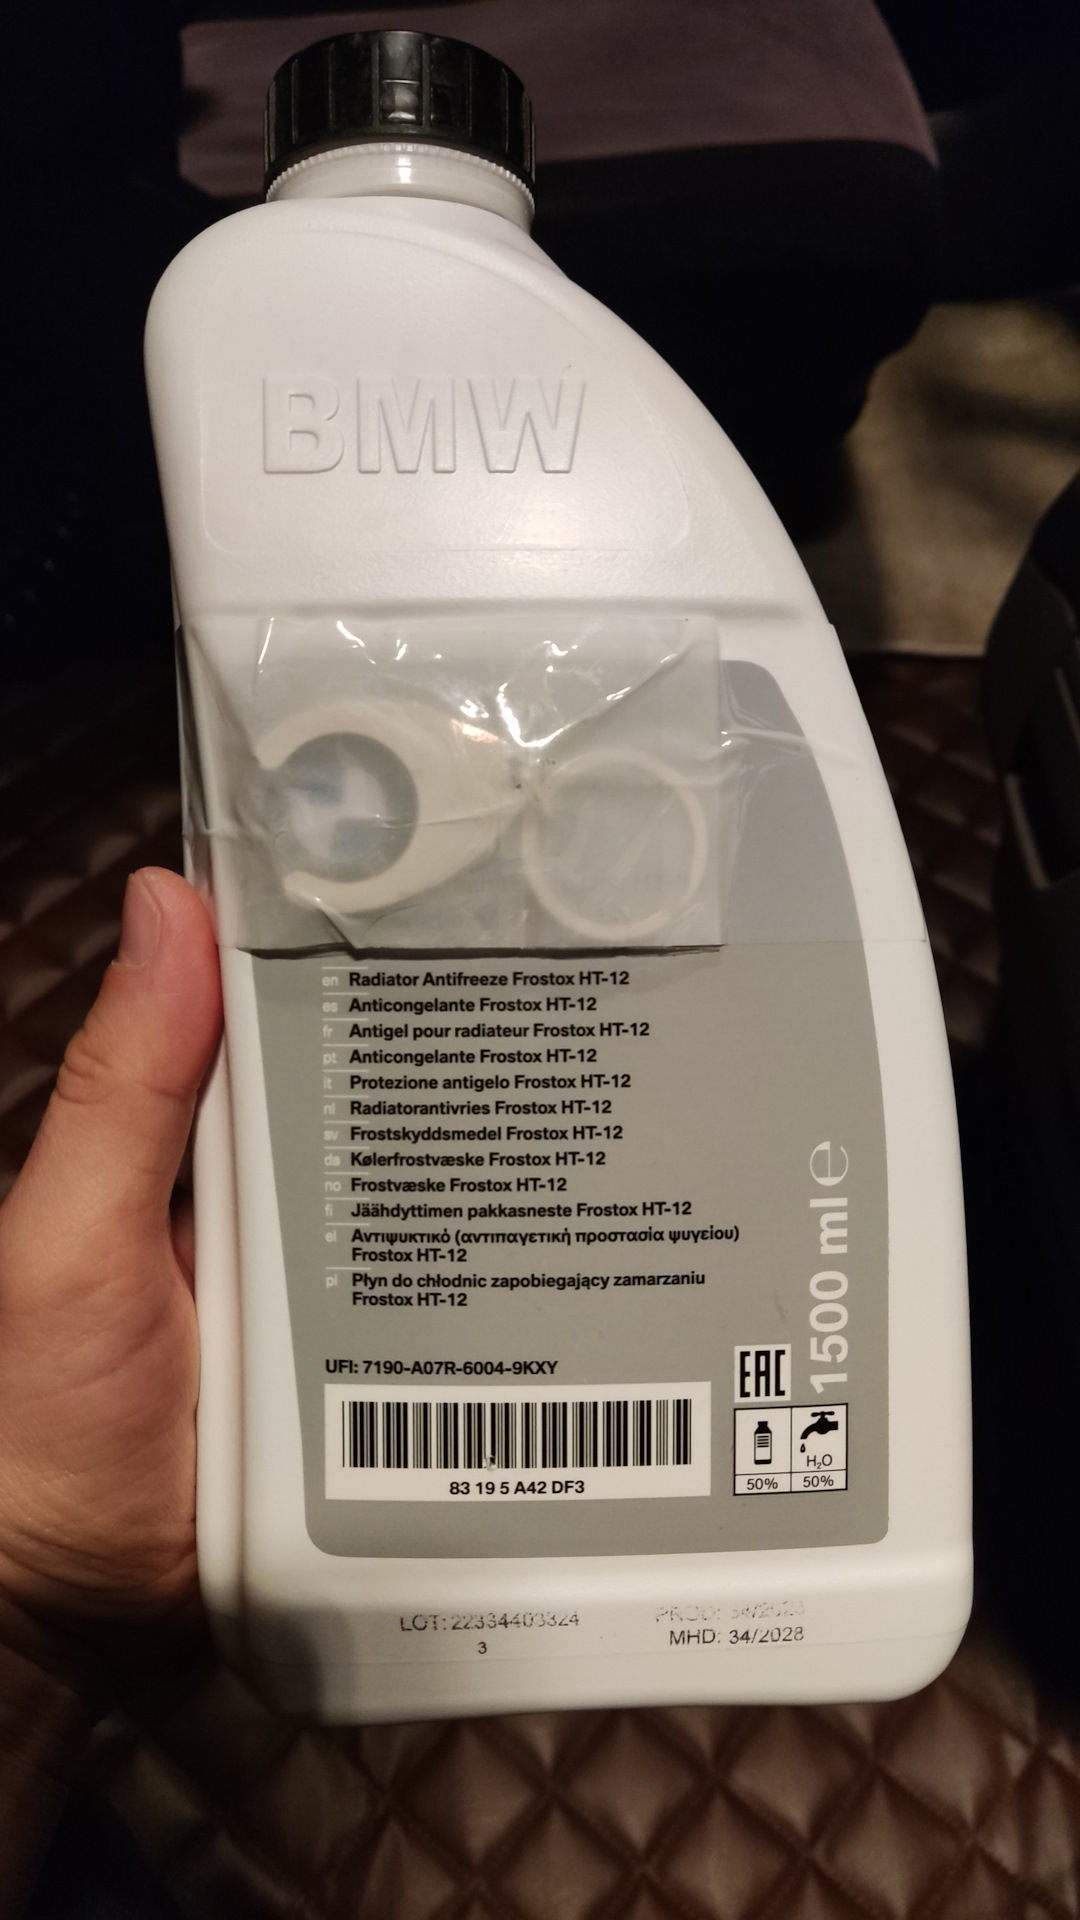 BMW
en Radiator Antifreeze Frostox HT-12
es Anticongelante Frostox HT-12
fr Antigel pour radiateur Frostox HT-12
pt Anticongelante Frostox HT-12
it Protezione antigelo Frostox HT-12
nl Radiatorantivries Frostox HT-12
sv Frostskyddsmedel Frostox HT-12
da Kølerfrostvæske Frostox HT-12
no Frostvæske Frostox HT-12
fi Jäähdyttimen pakkasneste Frostox HT-12
el Αντιψυκτικό (αντιπαγετική προστασία ψυγείου)
Frostox HT-12
pl Płyn do chłodnic zapobiegający zamarzaniu
Frostox HT-12
1500 ml ℮
UFI: 7190-A07R-6004-9KXY
EAC
H₂O
50% 50%
83 19 5 A42 DF3
LOT: 22334403324
3
PROD:
MHD: 34/2028